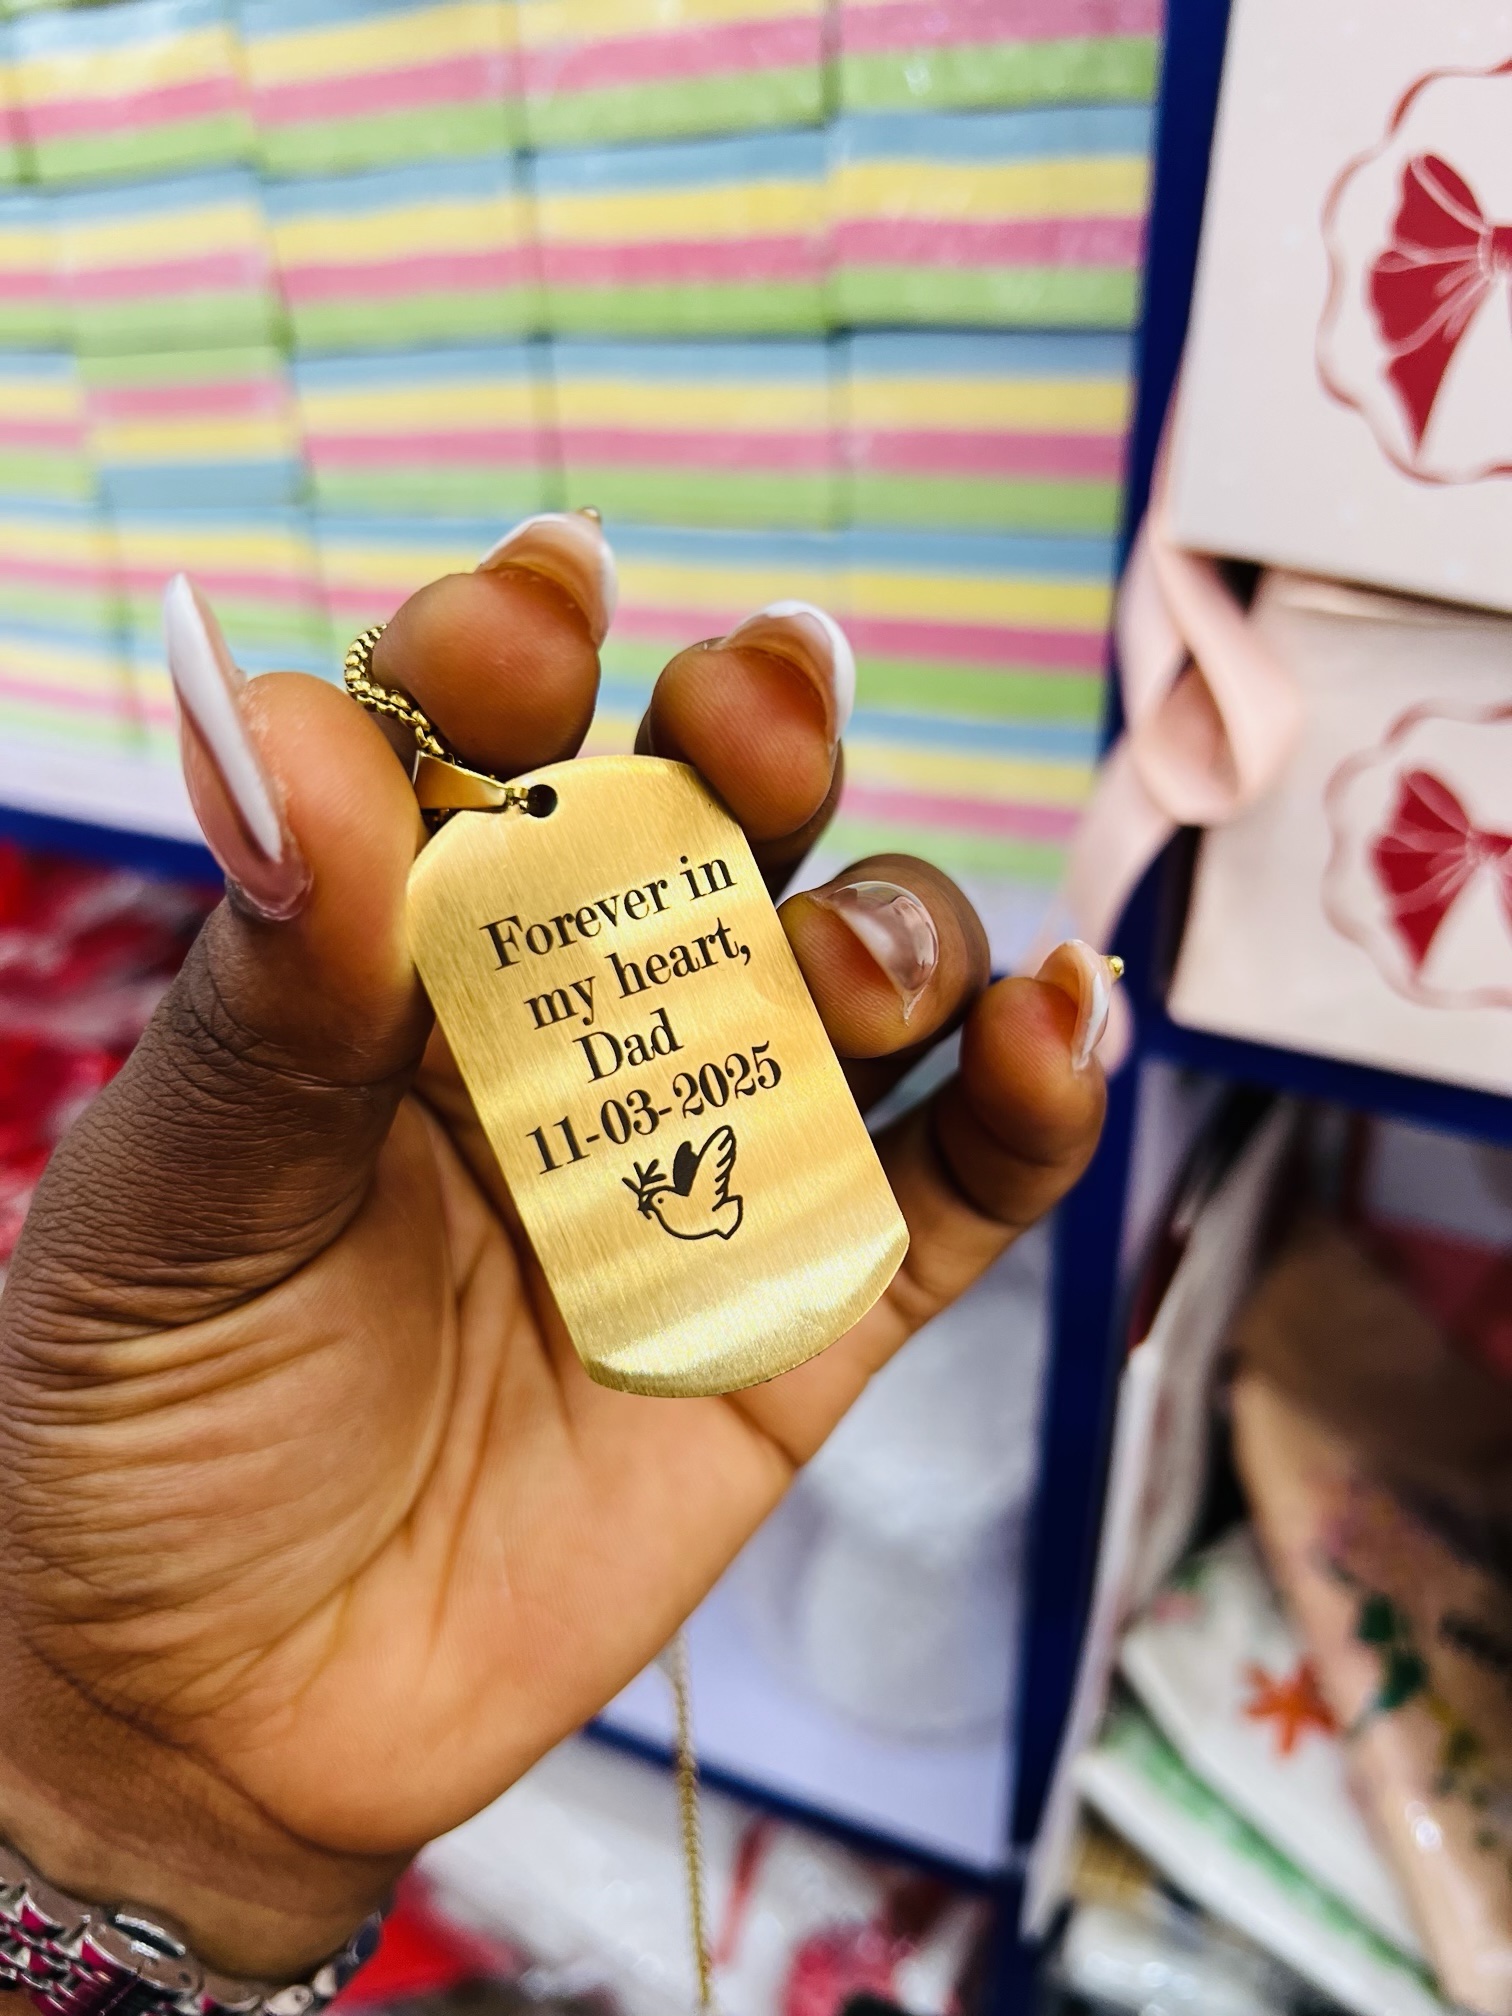 Forever in
my heart,
Dad
11-03-2025